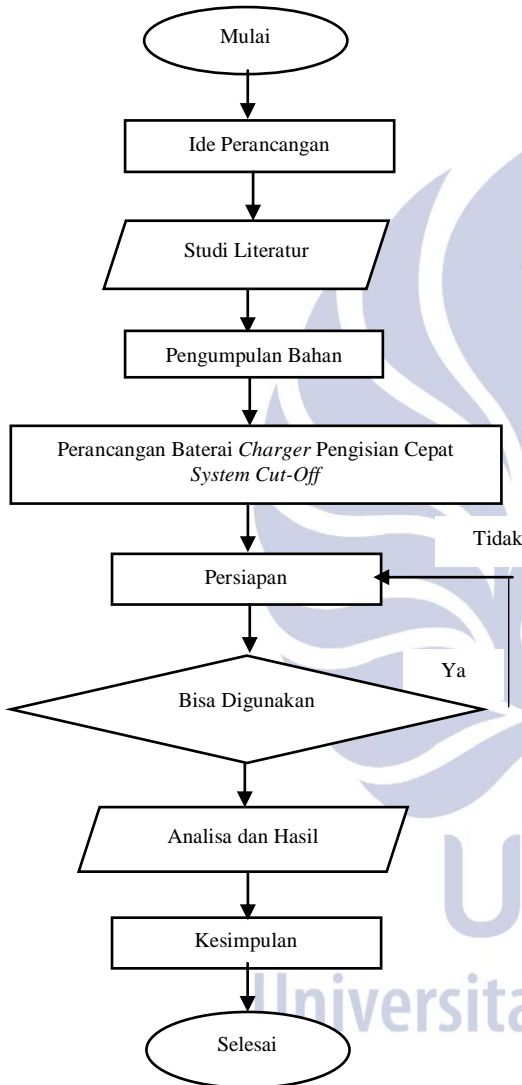 Mulai
Ide Perancangan
Studi Literatur
Pengumpulan Bahan
Perancangan Baterai Charger Pengisian Cepat
System Cut-Off
Tidak
Persiapan
Ya
Bisa Digunakan
Analisa dan Hasil
U
Kesimpulan
Universita
Selesai